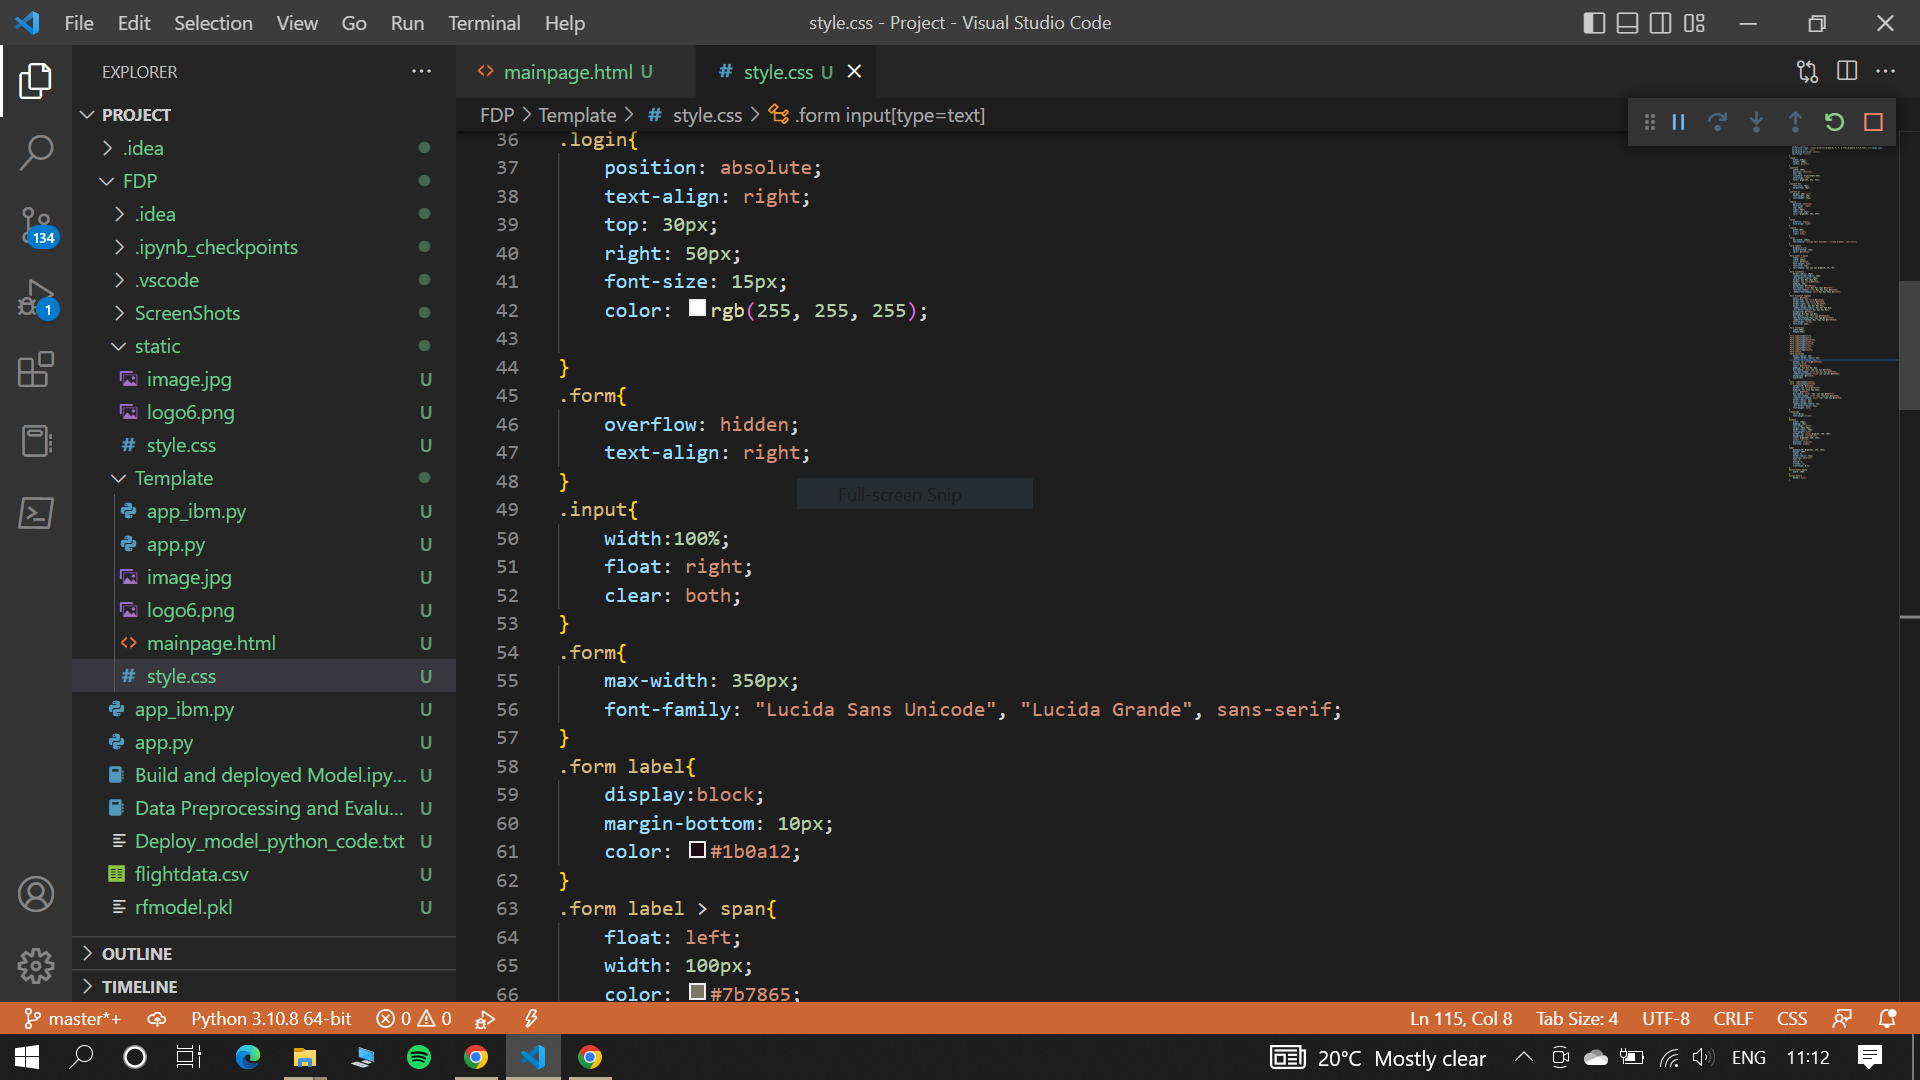 File Edit Selection View Go Run Terminal Help
style.css - Project - Visual Studio Code
EXPLORER
PROJECT
.idea
FDP
.idea
.ipynb_checkpoints
.vscode
ScreenShots
static
image.jpg U
logo6.png U
style.css U
Template
app_ibm.py U
app.py U
image.jpg U
logo6.png U
mainpage.html U
style.css U
app_ibm.py U
app.py U
Build and deployed Model.ipy... U
Data Preprocessing and Evalu... U
Deploy_model_python_code.txt U
flightdata.csv U
rfmodel.pkl U
OUTLINE
TIMELINE
134
1
mainpage.html U
# style.css U
FDP > Template > # style.css > .form input[type=text]
36 .login{
37 position: absolute;
38 text-align: right;
39 top: 30px;
40 right: 50px;
41 font-size: 15px;
42 color: rgb(255, 255, 255);
43
44 }
45 .form{
46 overflow: hidden;
47 text-align: right;
48 }
Full-screen Snip
49 .input{
50 width:100%;
51 float: right;
52 clear: both;
53 }
54 .form{
55 max-width: 350px;
56 font-family: "Lucida Sans Unicode", "Lucida Grande", sans-serif;
57 }
58 .form label{
59 display:block;
60 margin-bottom: 10px;
61 color: #1b0a12;
62 }
63 .form label > span{
64 float: left;
65 width: 100px;
66 color: #7b7865;
master*+ Python 3.10.8 64-bit 0 0
Ln 115, Col 8 Tab Size: 4 UTF-8 CRLF CSS
20°C Mostly clear ENG 11:12